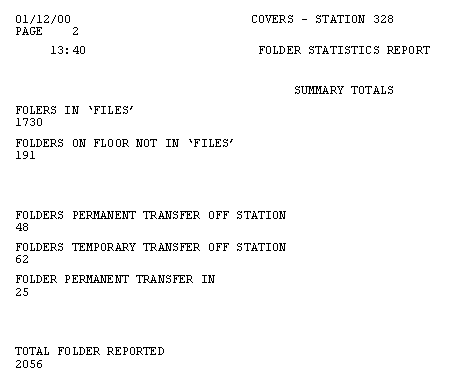 01/12/00 COVERS - STATION 328
PAGE 2
13:40 FOLDER STATISTICS REPORT
SUMMARY TOTALS
FOLERS IN ‘FILES’
1730
FOLDERS ON FLOOR NOT IN ‘FILES’
191
FOLDERS PERMANENT TRANSFER OFF STATION
48
FOLDERS TEMPORARY TRANSFER OFF STATION
62
FOLDER PERMANENT TRANSFER IN
25
TOTAL FOLDER REPORTED
2056